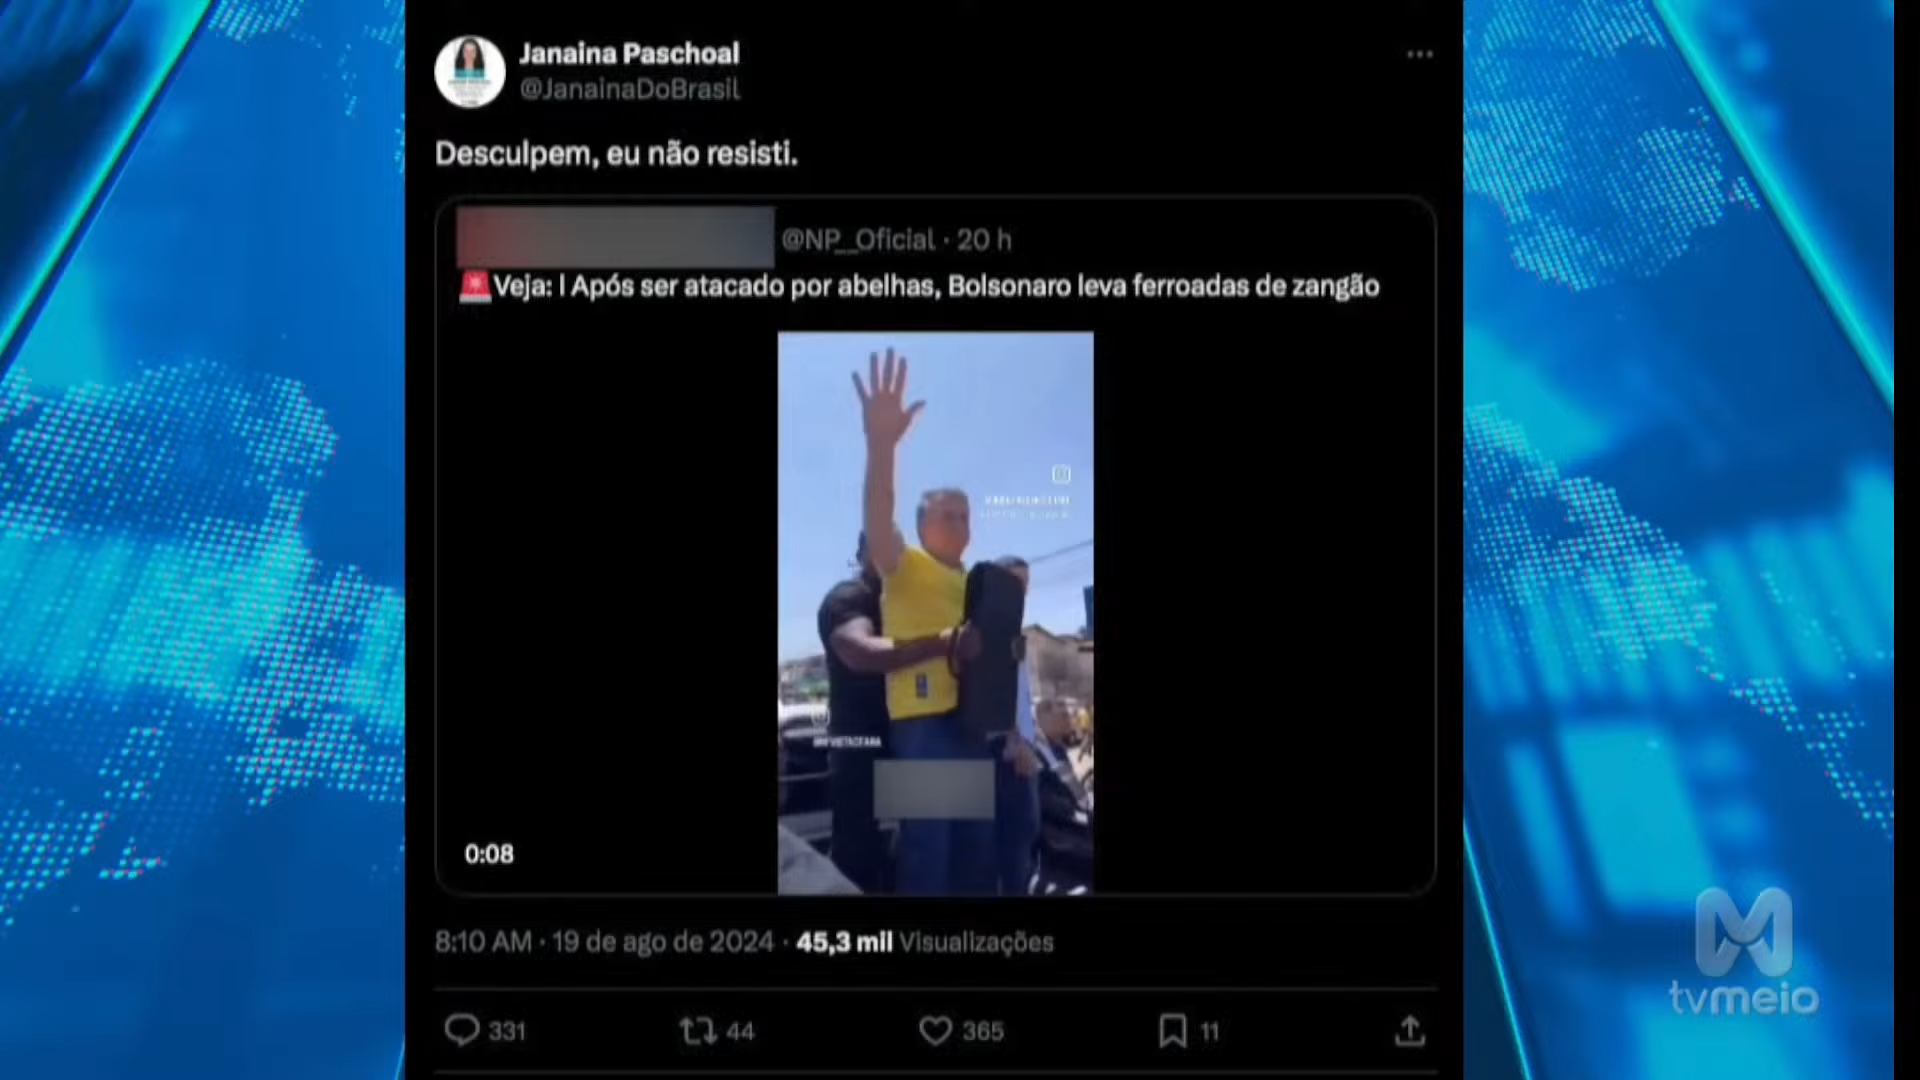 Janaina Paschoal
@JanainaDoBrasil
Desculpem, eu não resisti.
@NP__Oficial · 20 h
Veja: | Após ser atacado por abelhas, Bolsonaro leva ferroadas de zangão
0:08
8:10 AM · 19 de ago de 2024 · 45,3 mil Visualizações
331
44
365
11
tvmeio